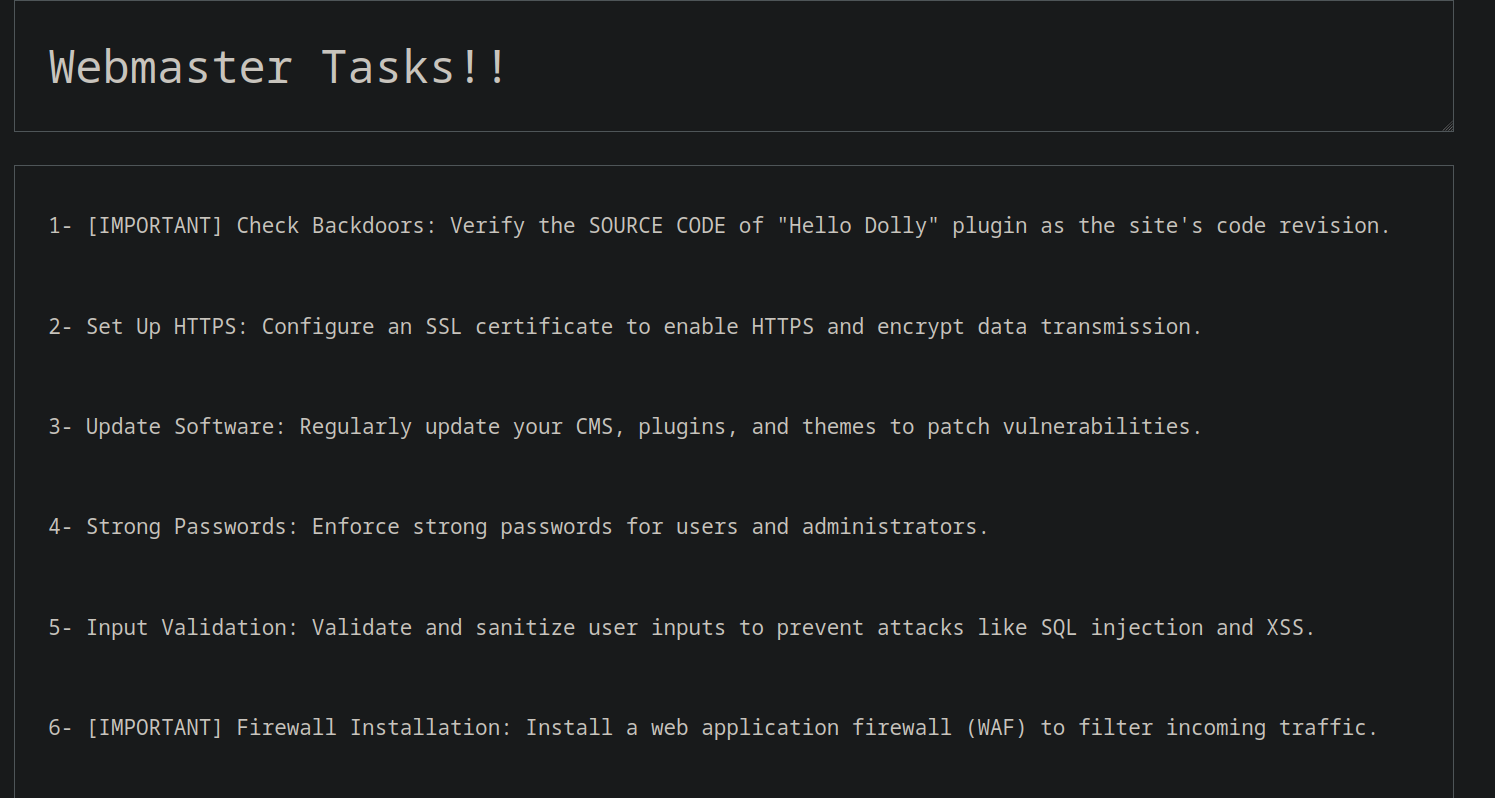 Webmaster Tasks!!
1- [IMPORTANT] Check Backdoors: Verify the SOURCE CODE of "Hello Dolly" plugin as the site's code revision.
2- Set Up HTTPS: Configure an SSL certificate to enable HTTPS and encrypt data transmission.
3- Update Software: Regularly update your CMS, plugins, and themes to patch vulnerabilities.
4- Strong Passwords: Enforce strong passwords for users and administrators.
5- Input Validation: Validate and sanitize user inputs to prevent attacks like SQL injection and XSS.
6- [IMPORTANT] Firewall Installation: Install a web application firewall (WAF) to filter incoming traffic.